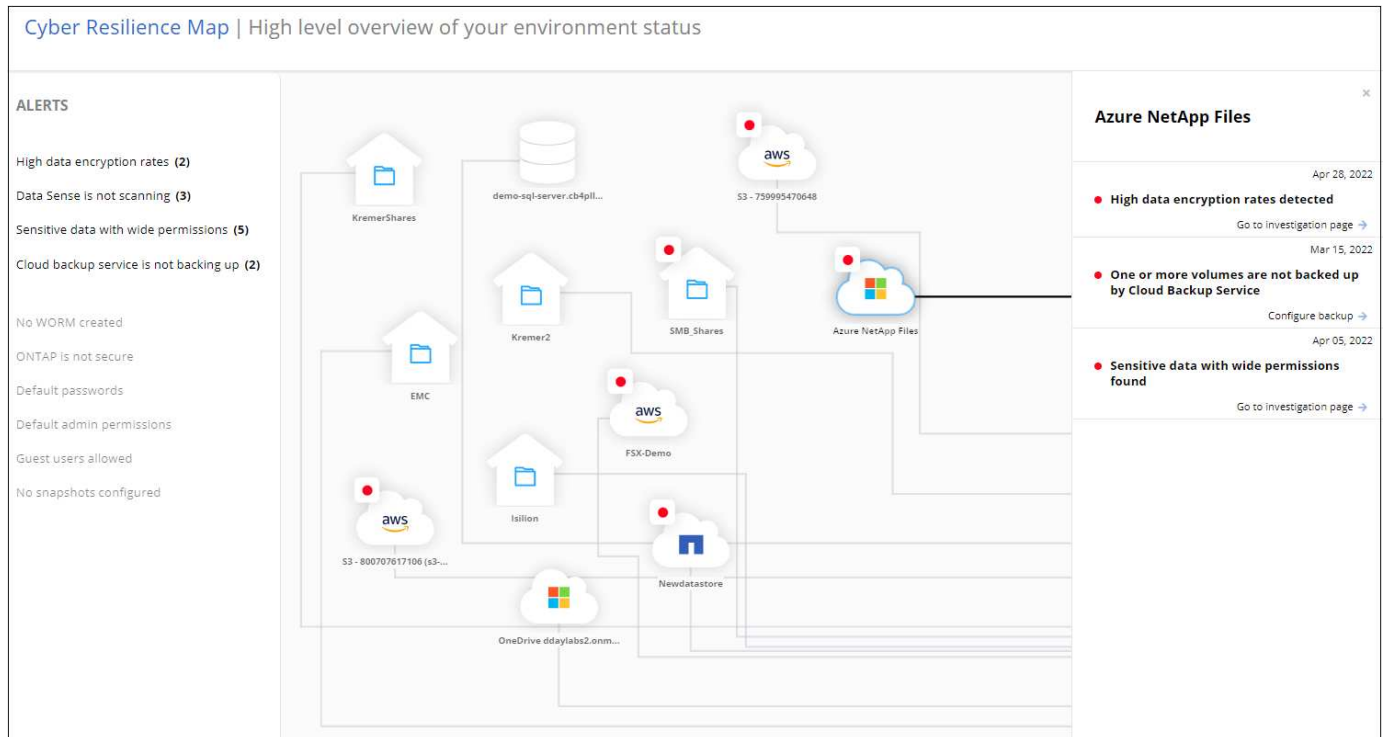 Cyber Resilience Map | High level overview of your environment status
ALERTS
High data encryption rates (2)
Data Sense is not scanning (3)
Sensitive data with wide permissions (5)
Cloud backup service is not backing up (2)
No WORM created
ONTAP is not secure
Default passwords
Default admin permissions
Guest users allowed
No snapshots configured
KremerShares
demo-sql-server.cb4pll...
aws
S3 - 759995470648
Kremer2
SMB_Shares
Azure NetApp Files
EMC
aws
FSX-Demo
Isilion
aws
S3 - 800707617106 (s3-...
Newdatastore
OneDrive ddaylabs2.onm...
×
Azure NetApp Files
Apr 28, 2022
High data encryption rates detected
Go to investigation page →
Mar 15, 2022
One or more volumes are not backed up
by Cloud Backup Service
Configure backup →
Apr 05, 2022
Sensitive data with wide permissions
found
Go to investigation page →